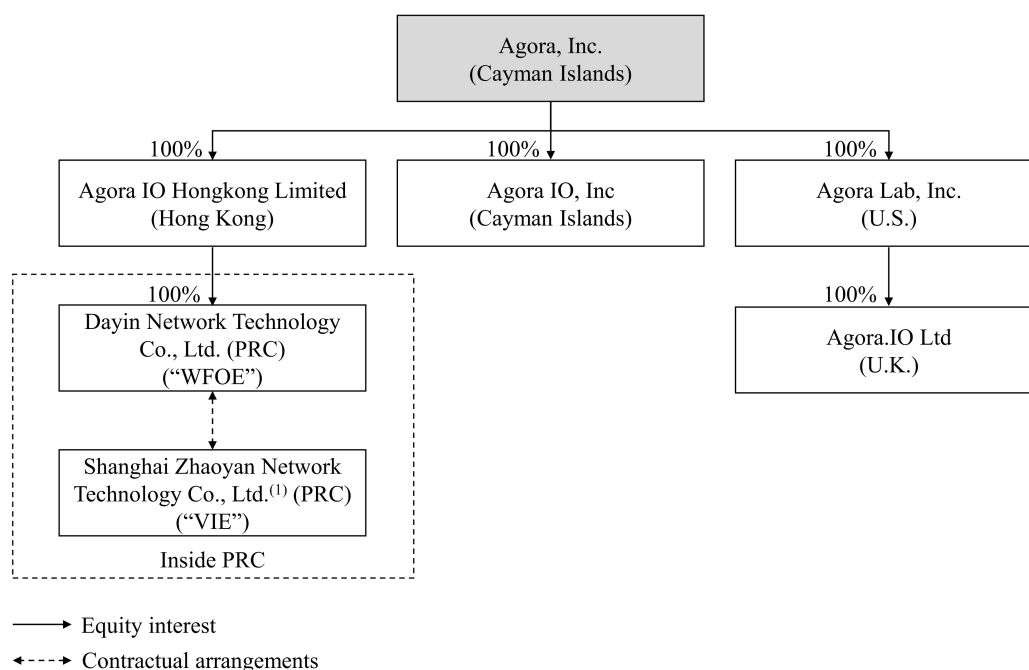 Agora, Inc.
(Cayman Islands)
100%
100%
100%
Agora IO Hongkong Limited
(Hong Kong)
Agora IO, Inc
(Cayman Islands)
Agora Lab, Inc.
(U.S.)
100%
100%
Dayin Network Technology
Co., Ltd. (PRC)
(“WFOE”)
Agora.IO Ltd
(U.K.)
Shanghai Zhaoyan Network
Technology Co., Ltd.(1) (PRC)
(“VIE”)
Inside PRC
Equity interest
Contractual arrangements